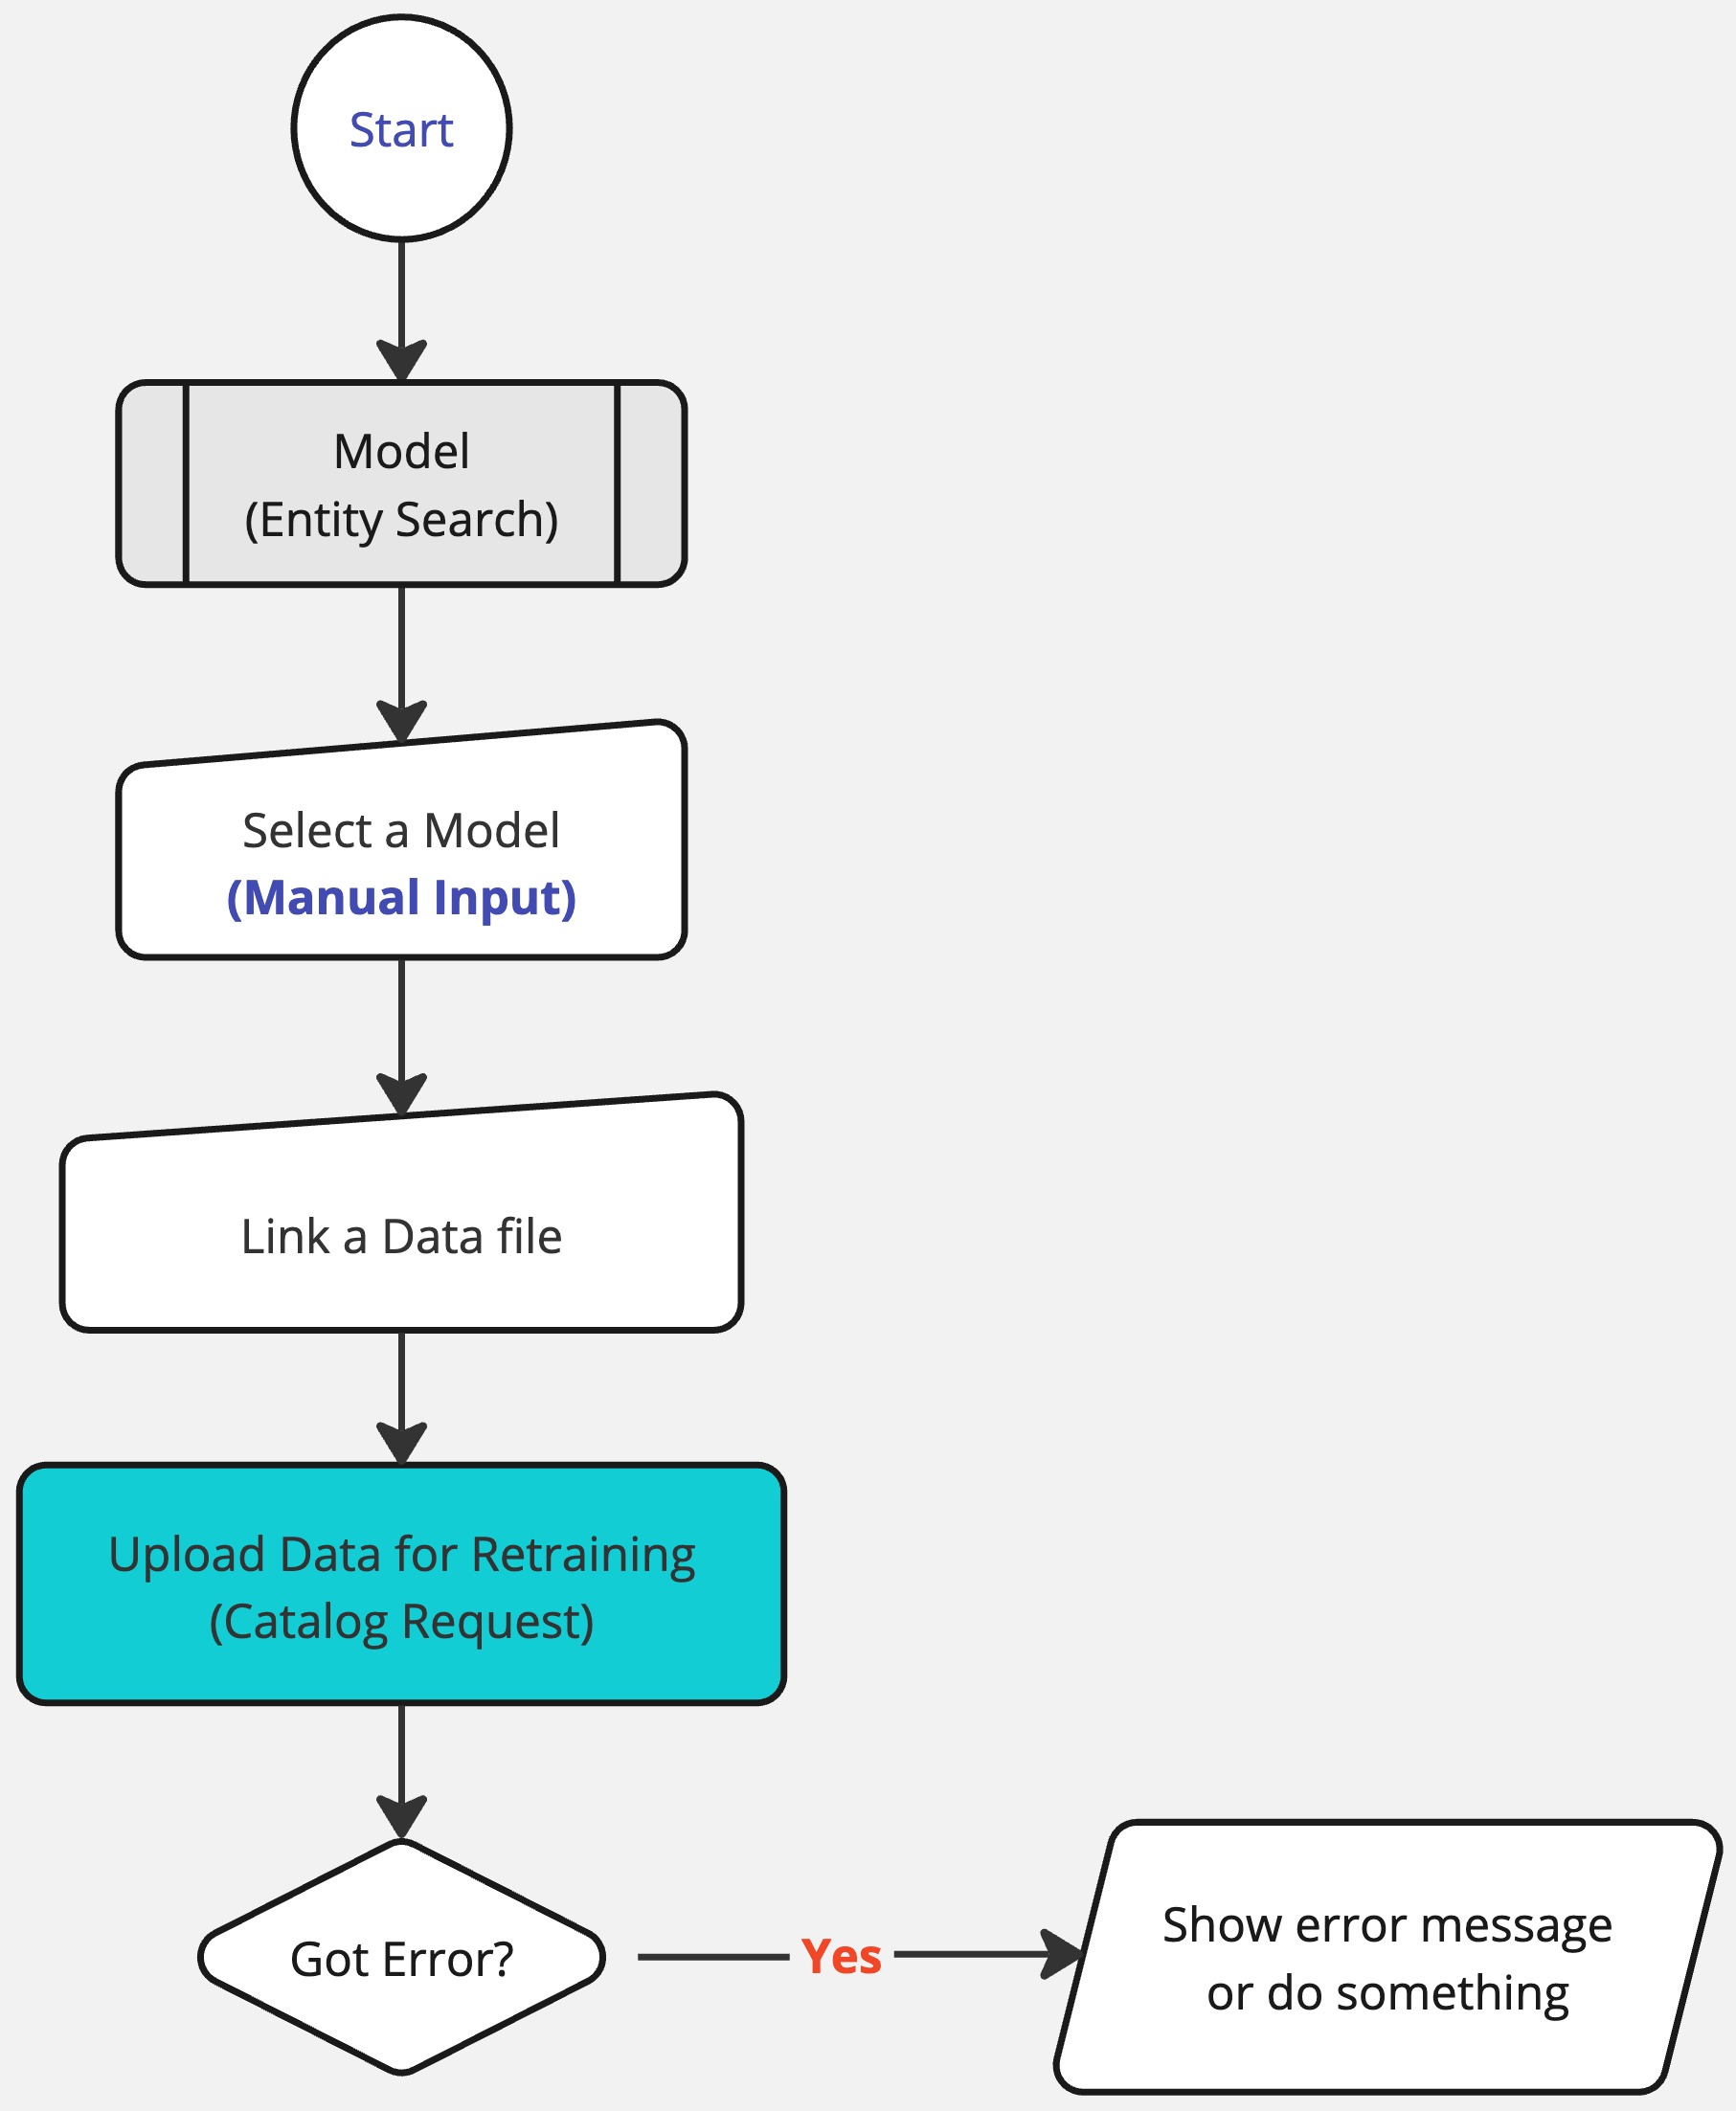 Start
Model
(Entity Search)
Select a Model
(Manual Input)
Link a Data file
Upload Data for Retraining
(Catalog Request)
Got Error?
Yes
Show error message
or do something